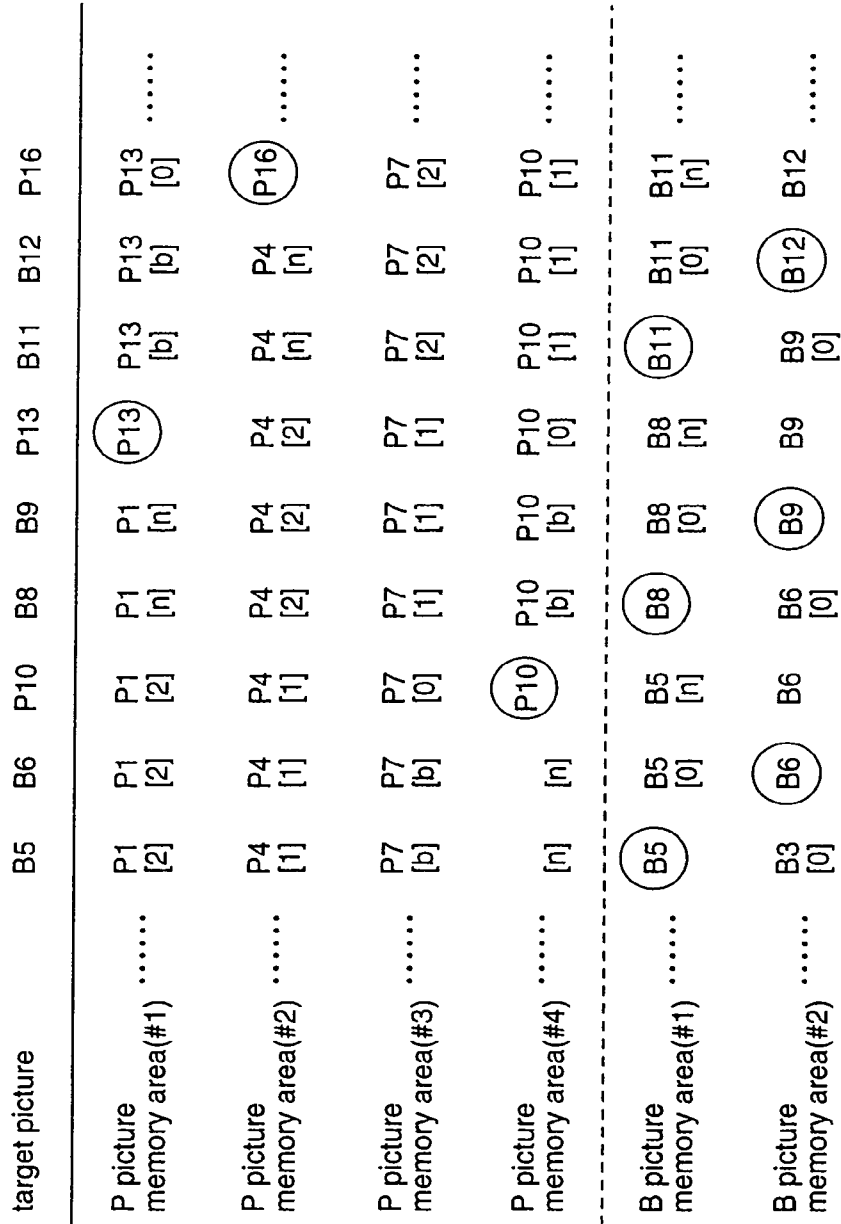 target picture B5 B6 P10 B8 B9 P13 B11 B12 P16
P picture
memory area(#1) ...... P1 P1 P1 P1 P1 P13 P13 P13 P13 ......
[2] [2] [2] [n] [n] [b] [b] [0]
P picture
memory area(#2) ...... P4 P4 P4 P4 P4 P4 P4 P4 P16 ......
[1] [1] [1] [2] [2] [2] [n] [n]
P picture
memory area(#3) ...... P7 P7 P7 P7 P7 P7 P7 P7 P7 ......
[b] [b] [0] [1] [1] [1] [2] [2] [2]
P picture
memory area(#4) ...... P10 P10 P10 P10 P10 P10 P10 ......
[n] [n] [b] [b] [0] [1] [1] [1]
B picture
memory area(#1) ...... B5 B5 B5 B8 B8 B8 B11 B11 B11 ......
[0] [n] [0] [n] [0] [n]
B picture
memory area(#2) ...... B3 B6 B6 B6 B9 B9 B9 B12 B12 ......
[0] [0] [0]